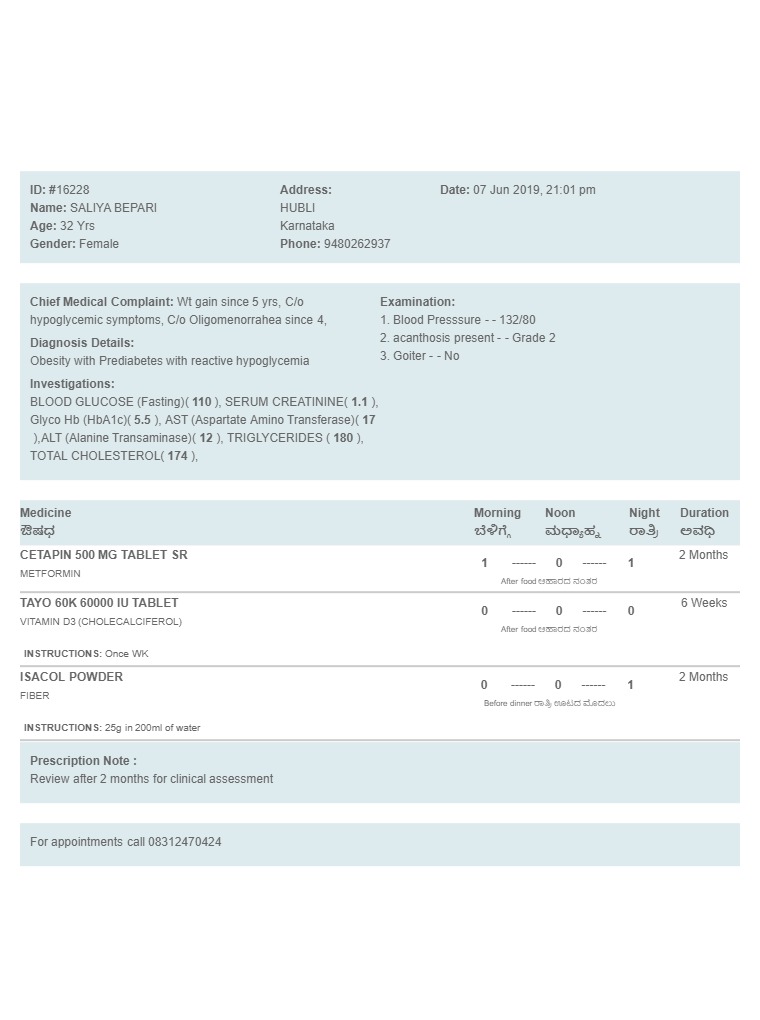 ID: #16228
Name: SALIYA BEPARI
Age: 32 Yrs
Gender: Female
Address:
HUBLI
Karnataka
Phone: 9480262937
Date: 07 Jun 2019, 21:01 pm
Chief Medical Complaint: Wt gain since 5 yrs, C/o
hypoglycemic symptoms, C/o Oligomenorrahea since 4,
Diagnosis Details:
Obesity with Prediabetes with reactive hypoglycemia
Investigations:
BLOOD GLUCOSE (Fasting)( 110 ), SERUM CREATININE( 1.1 ),
Glyco Hb (HbA1c)( 5.5 ), AST (Aspartate Amino Transferase)( 17
),ALT (Alanine Transaminase)( 12 ), TRIGLYCERIDES ( 180 ),
TOTAL CHOLESTEROL( 174 ),
Examination:
1. Blood Presssure - - 132/80
2. acanthosis present - - Grade 2
3. Goiter - - No
Medicine Morning Noon Night Duration
ಔಷಧ ಬೆಳಿಗ್ಗೆ ಮಧ್ಯಾಹ್ನ ರಾತ್ರಿ ಅವಧಿ
CETAPIN 500 MG TABLET SR 1 ------ 0 ------ 1 2 Months
METFORMIN After food ಆಹಾರದ ನಂತರ
TAYO 60K 60000 IU TABLET 0 ------ 0 ------ 0 6 Weeks
VITAMIN D3 (CHOLECALCIFEROL) After food ಆಹಾರದ ನಂತರ
INSTRUCTIONS: Once WK
ISACOL POWDER 0 ------ 0 ------ 1 2 Months
FIBER Before dinner ರಾತ್ರಿ ಊಟದ ಮೊದಲು
INSTRUCTIONS: 25g in 200ml of water
Prescription Note :
Review after 2 months for clinical assessment
For appointments call 08312470424